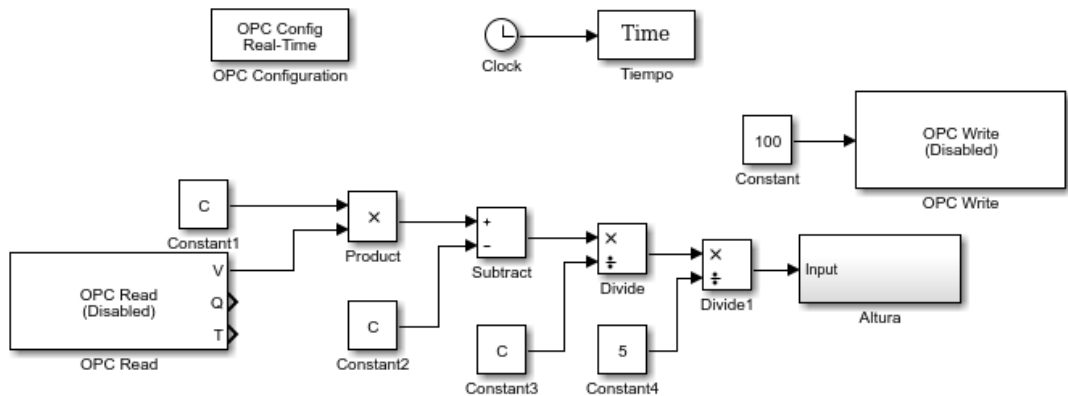 OPC Config
Real-Time
OPC Configuration
Clock
Time
Tiempo
100
Constant
OPC Write
(Disabled)
OPC Write
C
Constant1
×
Product
+
−
Subtract
×
÷
Divide
×
÷
Divide1
Input
Altura
OPC Read
(Disabled)
V
Q
T
OPC Read
C
Constant2
C
Constant3
5
Constant4